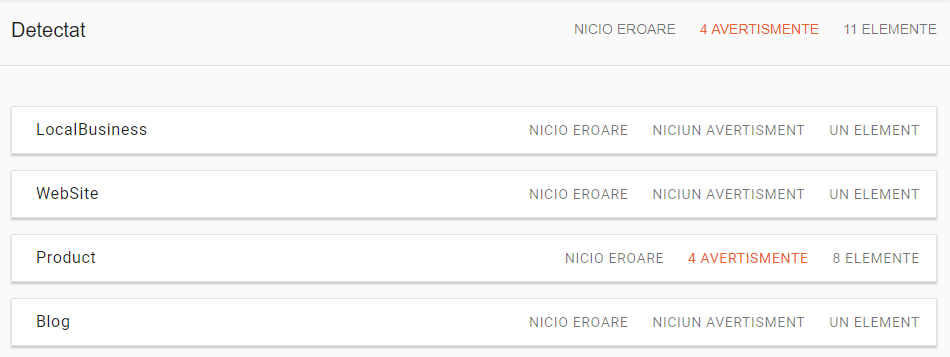 Detectat NICIO EROARE 4 AVERTISMENTE 11 ELEMENTE
LocalBusiness NICIO EROARE NICIUN AVERTISMENT UN ELEMENT
WebSite NICIO EROARE NICIUN AVERTISMENT UN ELEMENT
Product NICIO EROARE 4 AVERTISMENTE 8 ELEMENTE
Blog NICIO EROARE NICIUN AVERTISMENT UN ELEMENT